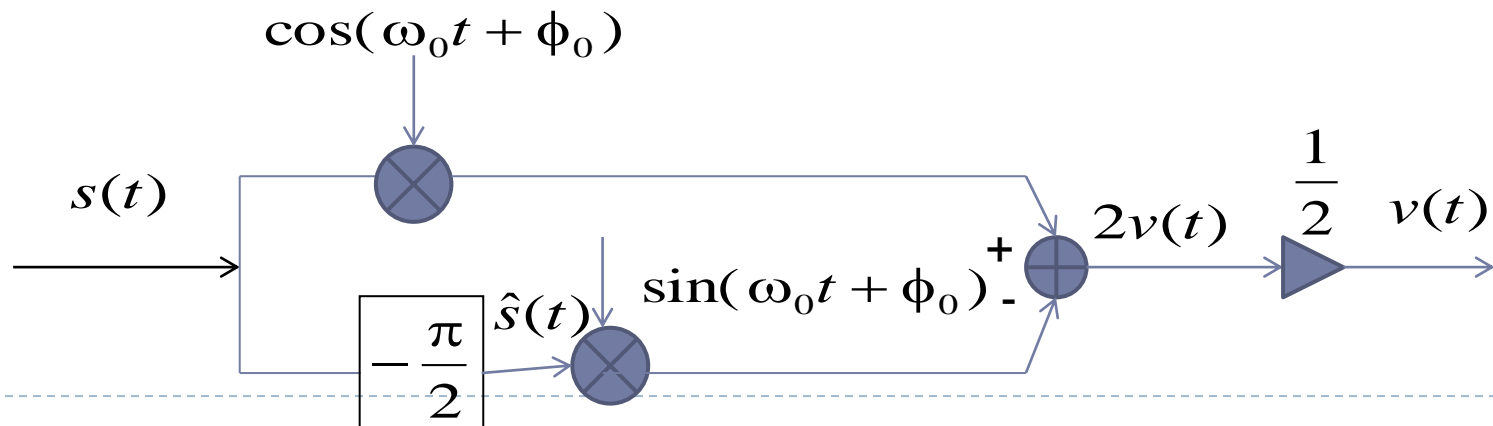 cos(ω₀t + ϕ₀)
s(t)
1/2
2v(t)
v(t)
+
sin(ω₀t + ϕ₀)
-
ŝ(t)
−π/2